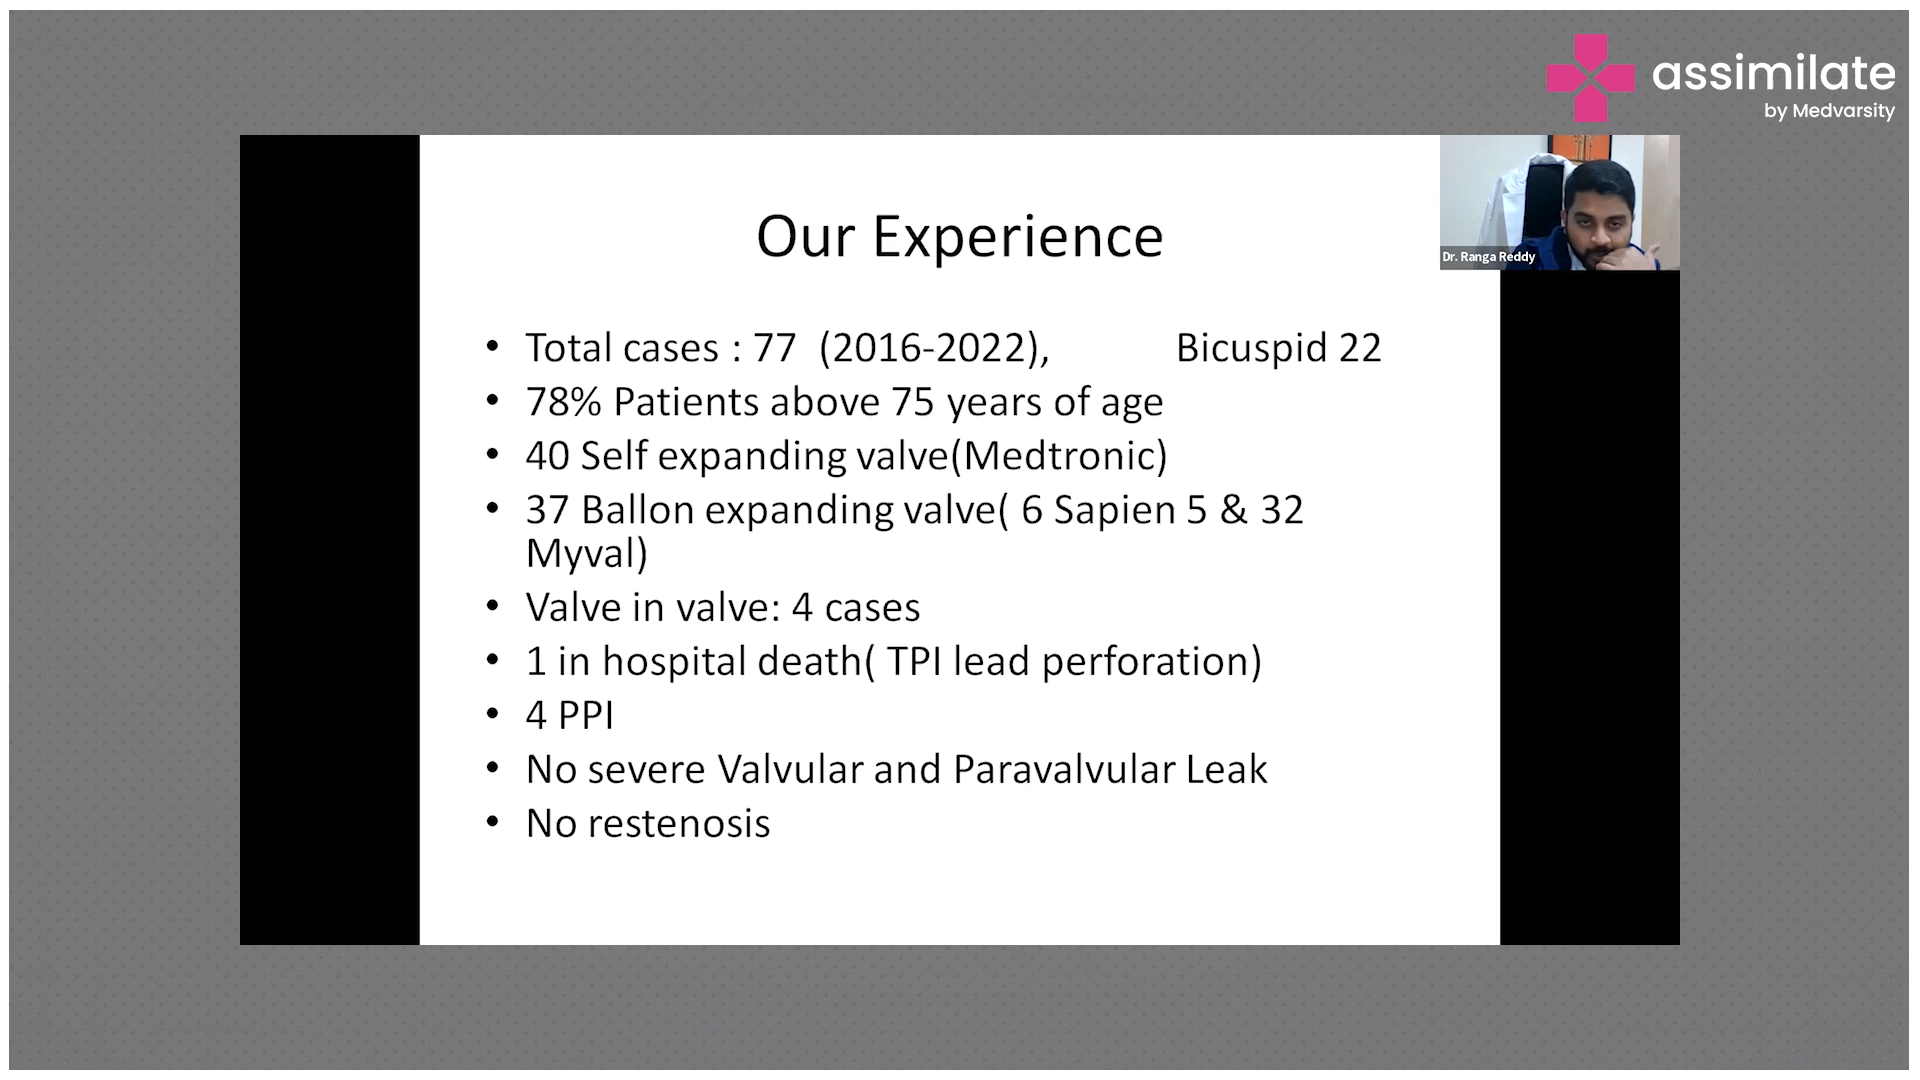 assimilate
by Medvarsity
Dr. Ranga Reddy
Our Experience
• Total cases : 77 (2016-2022), Bicuspid 22
• 78% Patients above 75 years of age
• 40 Self expanding valve(Medtronic)
• 37 Ballon expanding valve( 6 Sapien 5 & 32
Myval)
• Valve in valve: 4 cases
• 1 in hospital death( TPI lead perforation)
• 4 PPI
• No severe Valvular and Paravalvular Leak
• No restenosis